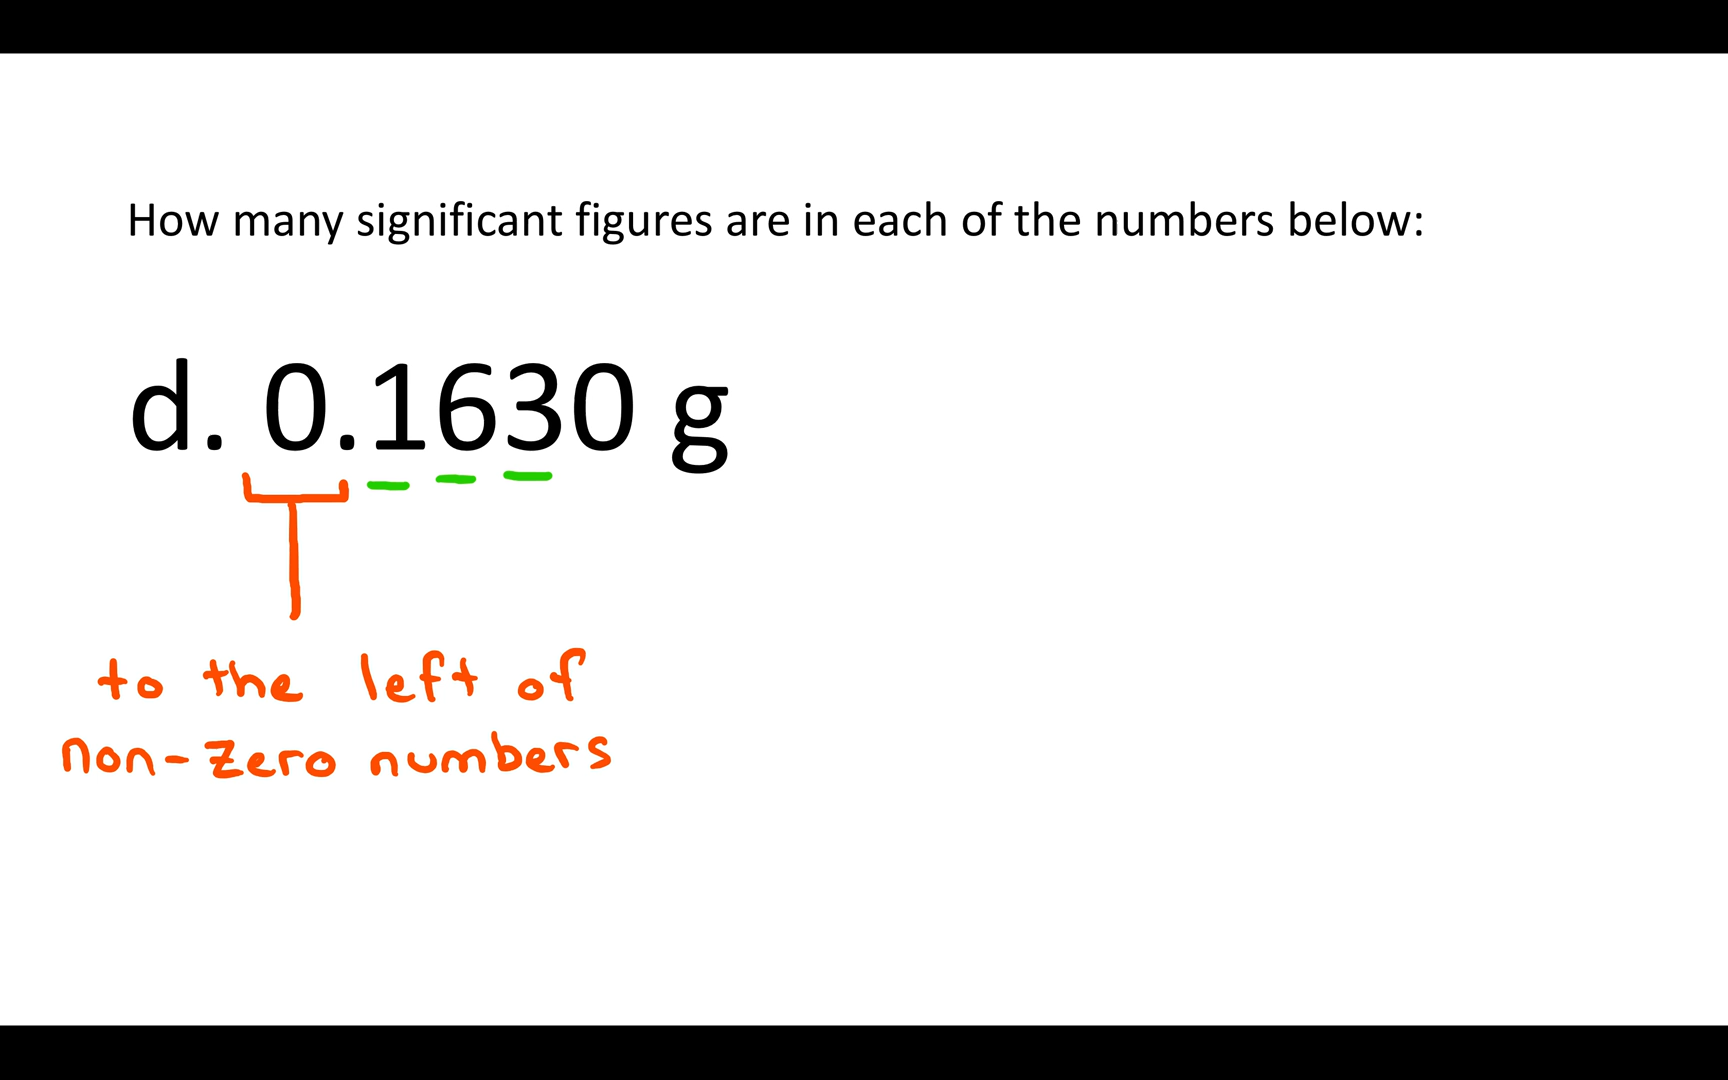 How many significant figures are in each of the numbers below:
d. 0.1630 g
to the left of
non-zero numbers